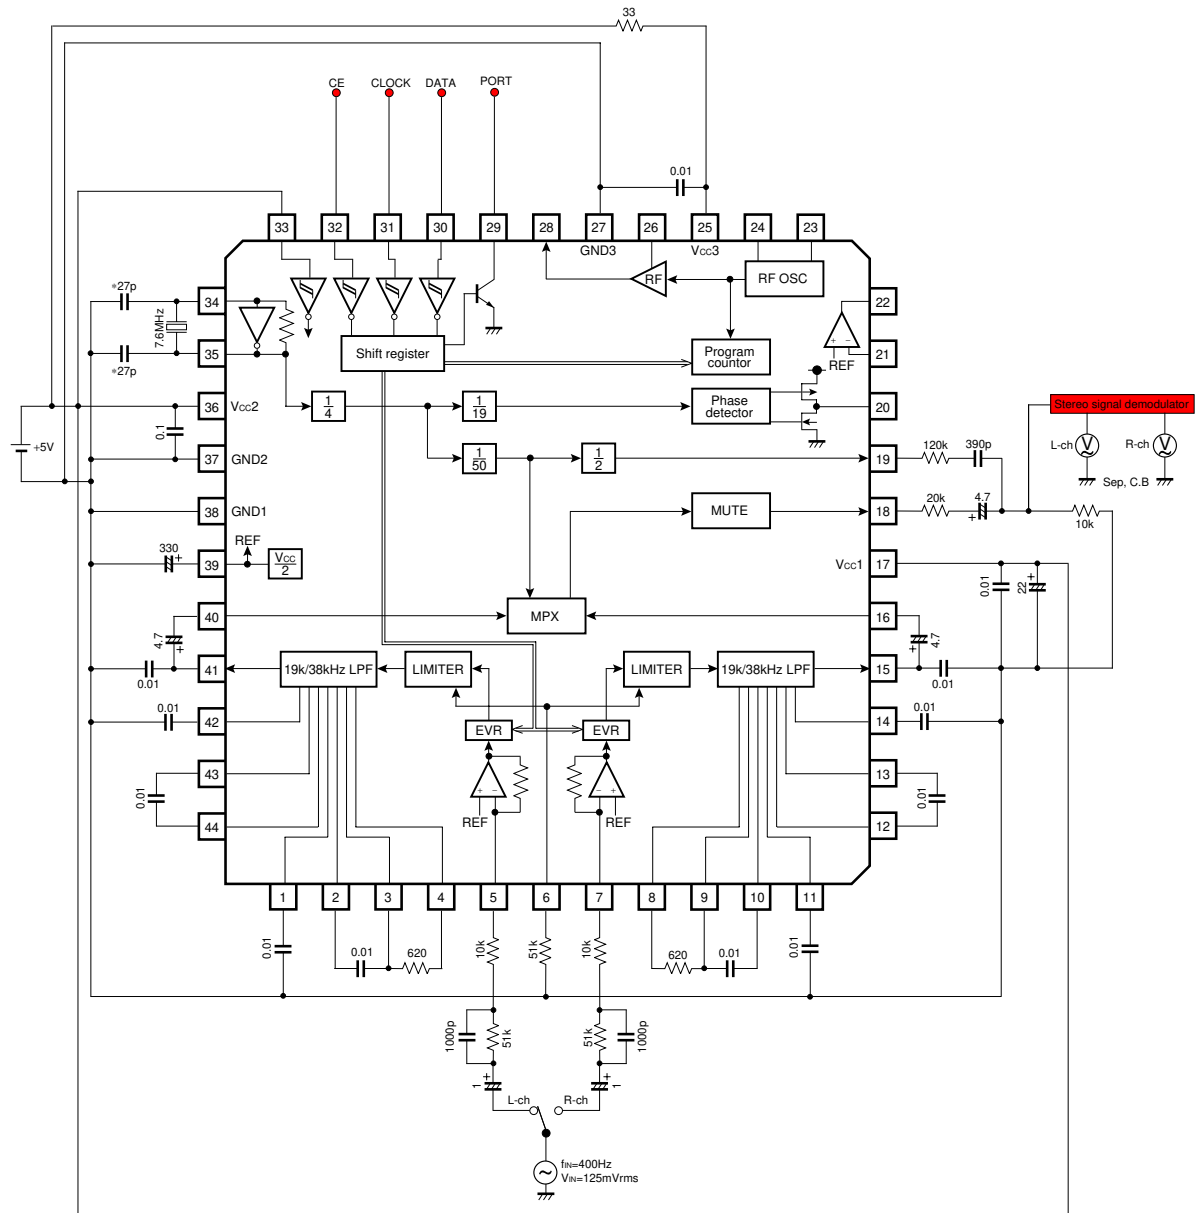 33
CE
CLOCK
DATA
PORT
0.01
33
32
31
30
29
28
27
26
25
24
23
GND3
VCC3
RF
RF OSC
*27p
7.6MHz
*27p
34
35
22
21
REF
Shift register
Program
countor
36
VCC2
1
4
1
19
Phase
detector
20
Stereo signal demodulator
+5V
0.1
L-ch
V
R-ch
V
37
GND2
1
50
1
2
19
120k
390p
Sep, C.B
38
GND1
MUTE
18
20k
4.7
+
10k
REF
330
+
39
VCC
2
VCC1
17
0.01
22
+
40
MPX
16
4.7
+
4.7
+
0.01
41
19k/38kHz LPF
LIMITER
LIMITER
19k/38kHz LPF
15
0.01
0.01
42
EVR
EVR
14
0.01
0.01
43
44
+
−
REF
−
+
REF
13
12
0.01
1
2
3
4
5
6
7
8
9
10
11
0.01
0.01
620
10k
51k
10k
620
0.01
0.01
1000p
51k
51k
1000p
1
+
+
1
L-ch
R-ch
fIN=400Hz
VIN=125mVrms